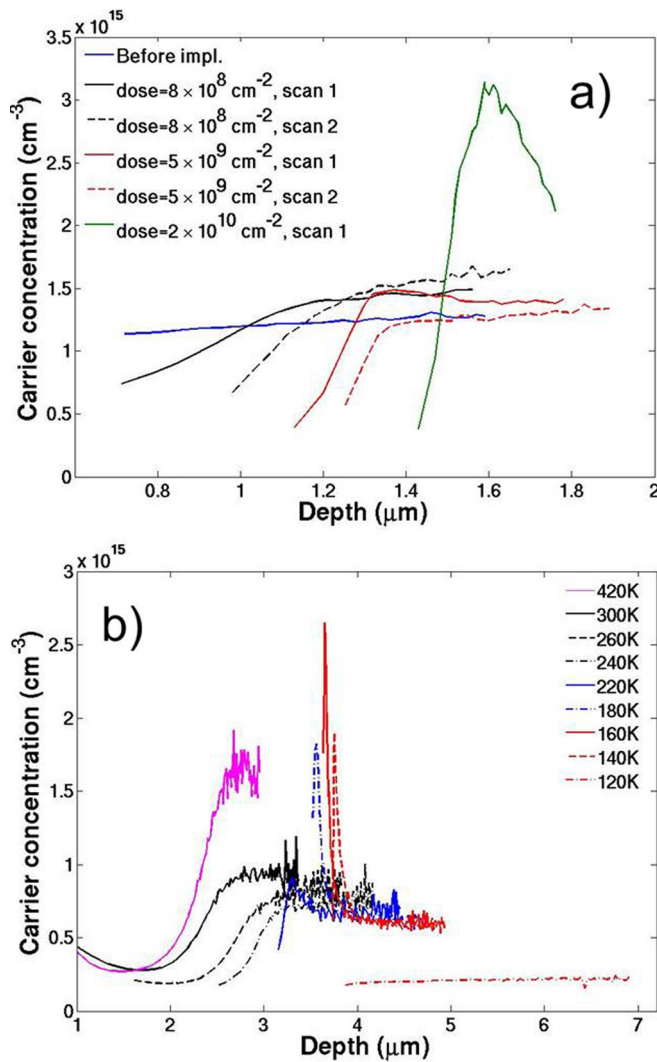 x 10^15
3.5
3
2.5
2
1.5
1
0.5
0
Carrier concentration (cm^-3)
Before impl.
dose=8 × 10^8 cm^-2, scan 1
dose=8 × 10^8 cm^-2, scan 2
dose=5 × 10^9 cm^-2, scan 1
dose=5 × 10^9 cm^-2, scan 2
dose=2 × 10^10 cm^-2, scan 1
a)
0.8 1 1.2 1.4 1.6 1.8 2
Depth (μm)
x 10^15
3
2.5
2
1.5
1
0.5
0
Carrier concentration (cm^-3)
b)
420K
300K
260K
240K
220K
180K
160K
140K
120K
1 2 3 4 5 6 7
Depth (μm)